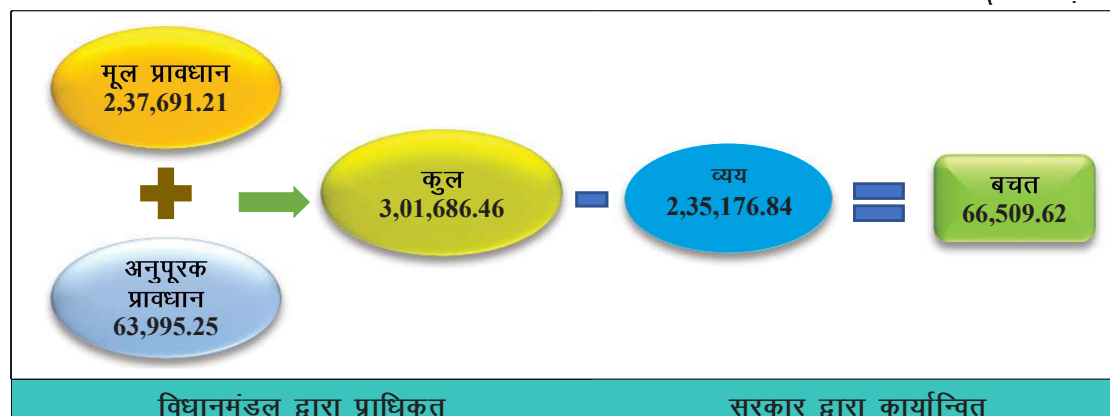 मूल प्रावधान
2,37,691.21
अनुपूरक
प्रावधान
63,995.25
कुल
3,01,686.46
व्यय
2,35,176.84
बचत
66,509.62
विधानमंडल द्वारा प्राधिकृत
सरकार द्वारा कार्यान्वित